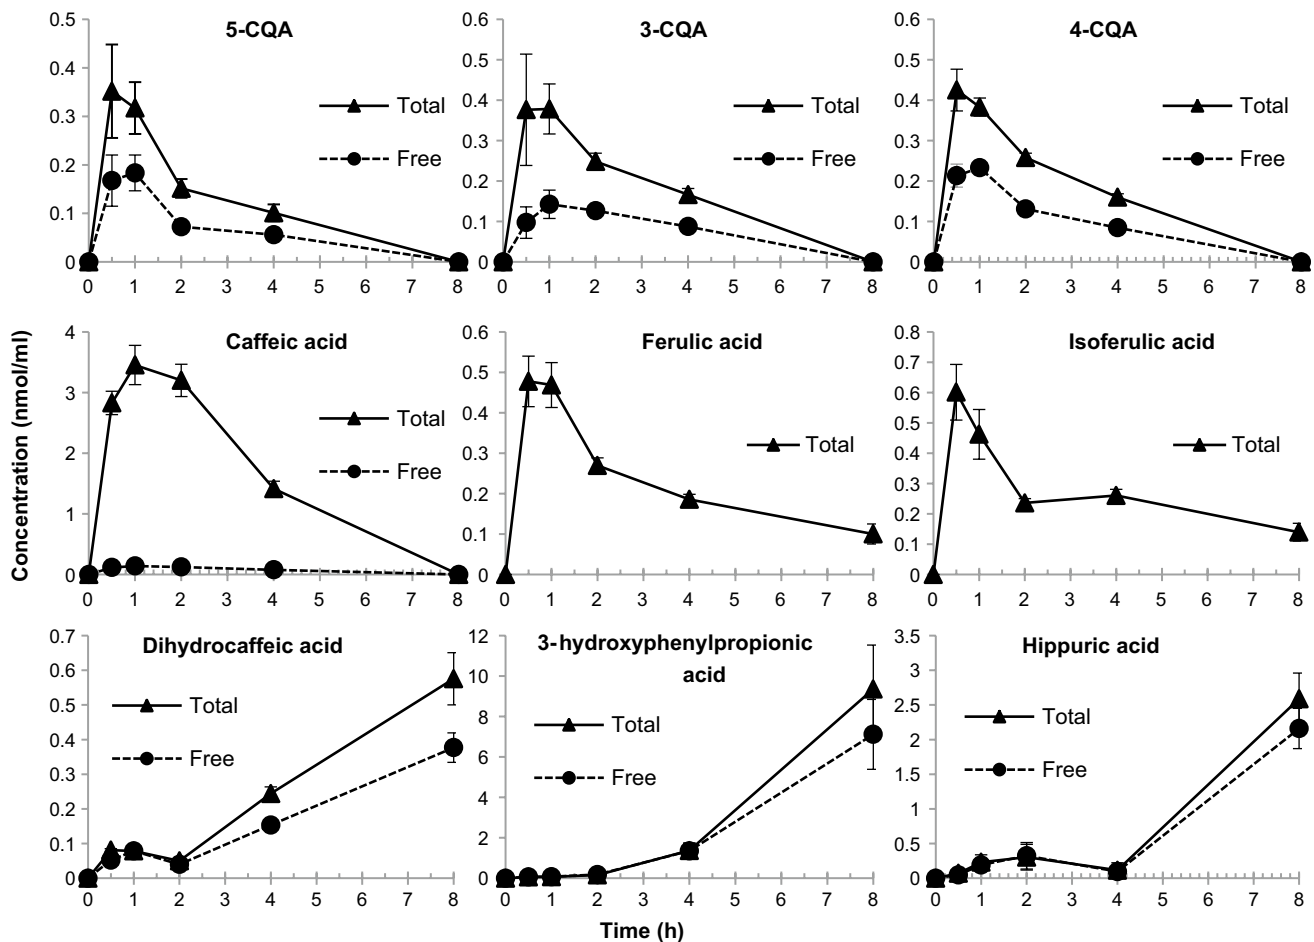 5-CQA
0.5
0.4
0.3
0.2
0.1
0
0 1 2 3 4 5 6 7 8
Total
Free
3-CQA
0.6
0.5
0.4
0.3
0.2
0.1
0
0 1 2 3 4 5 6 7 8
Total
Free
4-CQA
0.6
0.5
0.4
0.3
0.2
0.1
0
0 1 2 3 4 5 6 7 8
Total
Free
Concentration (nmol/ml)
Caffeic acid
4
3
2
1
0
0 1 2 3 4 5 6 7 8
Total
Free
Ferulic acid
0.6
0.5
0.4
0.3
0.2
0.1
0
0 1 2 3 4 5 6 7 8
Total
Isoferulic acid
0.8
0.7
0.6
0.5
0.4
0.3
0.2
0.1
0
0 1 2 3 4 5 6 7 8
Total
Dihydrocaffeic acid
0.7
0.6
0.5
0.4
0.3
0.2
0.1
0
0 1 2 3 4 5 6 7 8
Total
Free
3-hydroxyphenylpropionic
acid
12
10
8
6
4
2
0
0 1 2 3 4 5 6 7 8
Total
Free
Hippuric acid
3.5
3
2.5
2
1.5
1
0.5
0
0 1 2 3 4 5 6 7 8
Total
Free
Time (h)